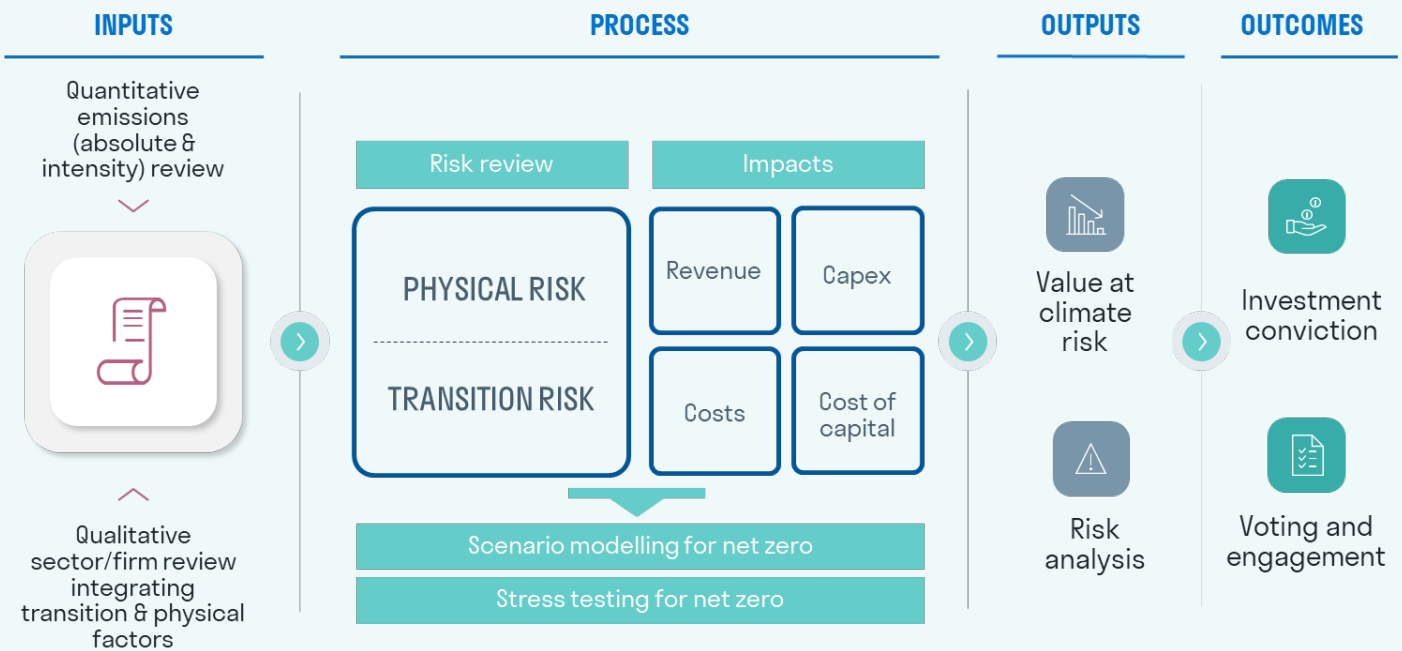 INPUTS
PROCESS
OUTPUTS
OUTCOMES
Quantitative
emissions
(absolute &
intensity) review
Qualitative
sector/firm review
integrating
transition & physical
factors
Risk review
Impacts
PHYSICAL RISK
TRANSITION RISK
Revenue
Capex
Costs
Cost of
capital
Scenario modelling for net zero
Stress testing for net zero
Value at
climate
risk
Risk
analysis
Investment
conviction
Voting and
engagement